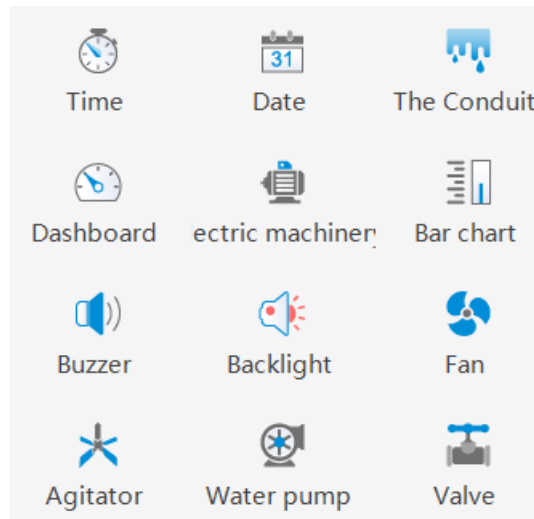 31
Time
Date
The Conduit
Dashboard
ectric machinery
Bar chart
Buzzer
Backlight
Fan
Agitator
Water pump
Valve